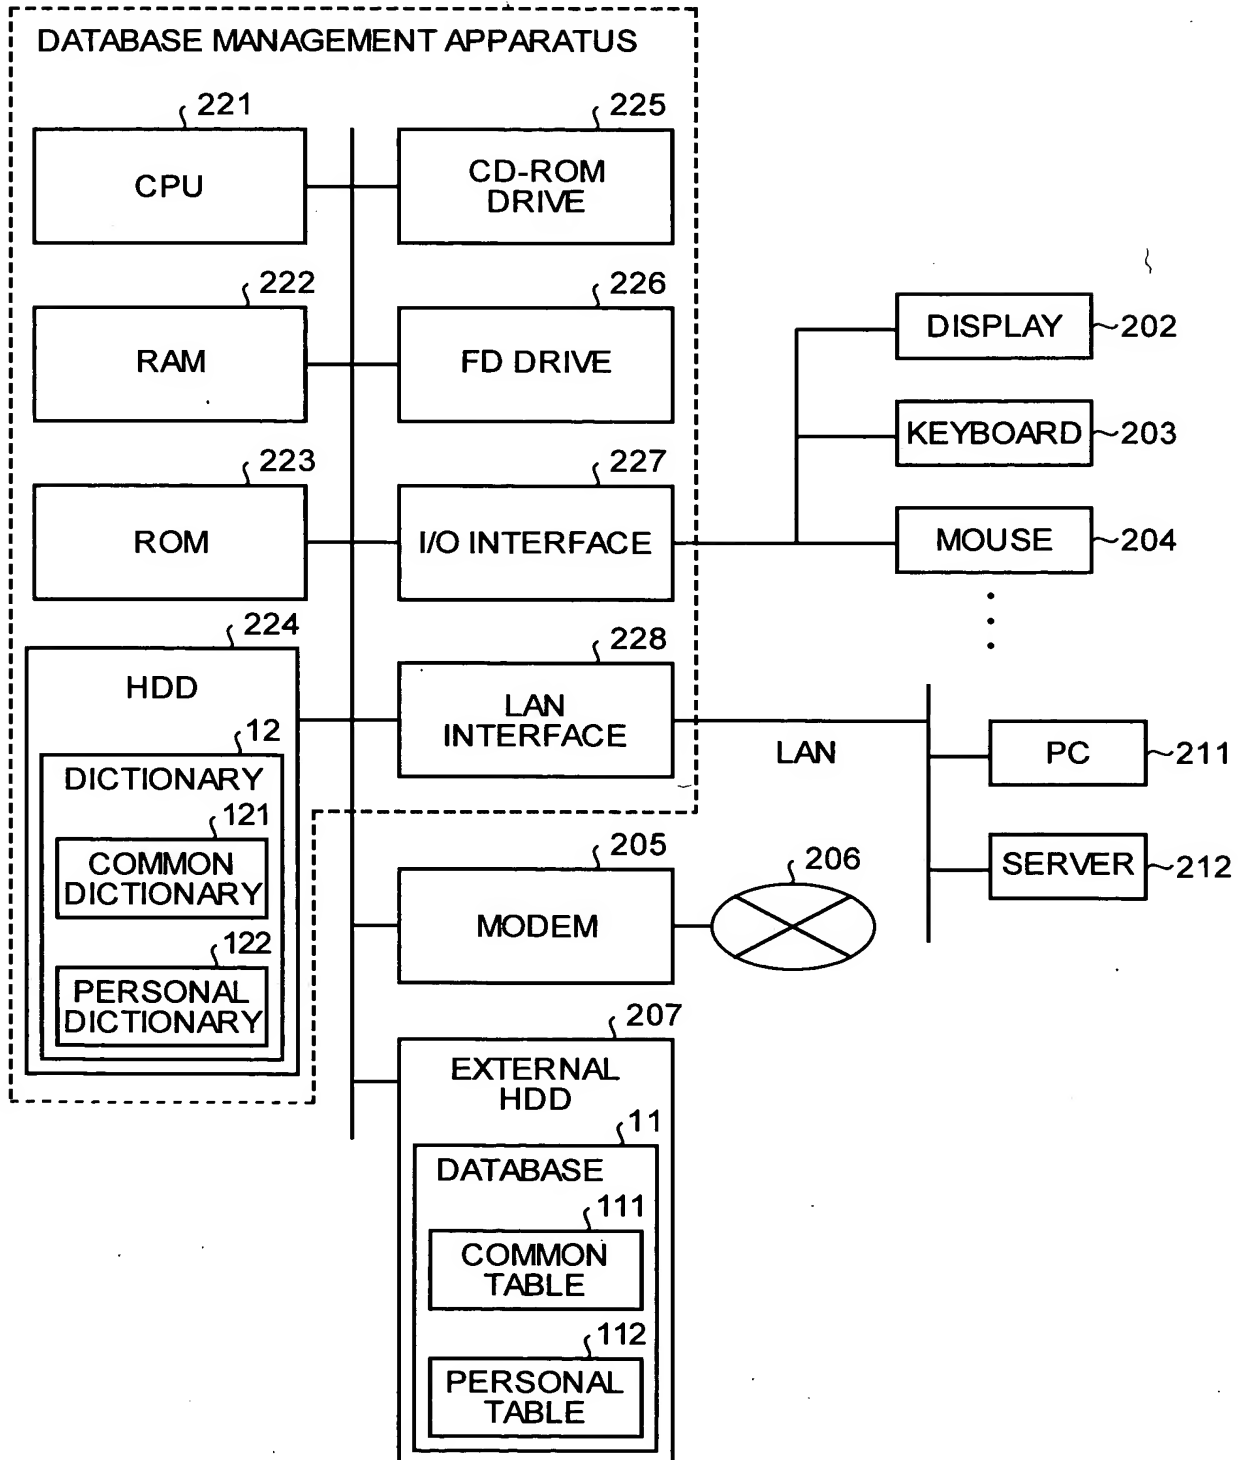 DATABASE MANAGEMENT APPARATUS
221
CPU
225
CD-ROM
DRIVE
222
RAM
226
FD DRIVE
DISPLAY
202
KEYBOARD
203
223
ROM
227
I/O INTERFACE
MOUSE
204
224
HDD
228
LAN
INTERFACE
LAN
PC
211
SERVER
212
12
DICTIONARY
121
COMMON
DICTIONARY
122
PERSONAL
DICTIONARY
205
MODEM
206
207
EXTERNAL
HDD
11
DATABASE
111
COMMON
TABLE
112
PERSONAL
TABLE